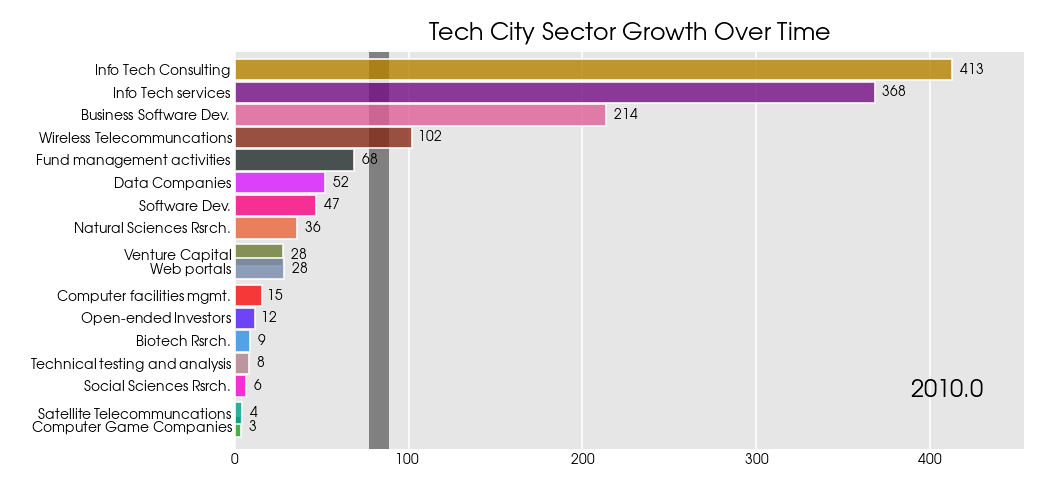 Tech City Sector Growth Over Time
Info Tech Consulting 413
Info Tech services 368
Business Software Dev. 214
Wireless Telecommuncations 102
Fund management activities 68
Data Companies 52
Software Dev. 47
Natural Sciences Rsrch. 36
Venture Capital 28
Web portals 28
Computer facilities mgmt. 15
Open-ended Investors 12
Biotech Rsrch. 9
Technical testing and analysis 8
Social Sciences Rsrch. 6
2010.0
Satellite Telecommuncations 4
Computer Game Companies 3
0 100 200 300 400